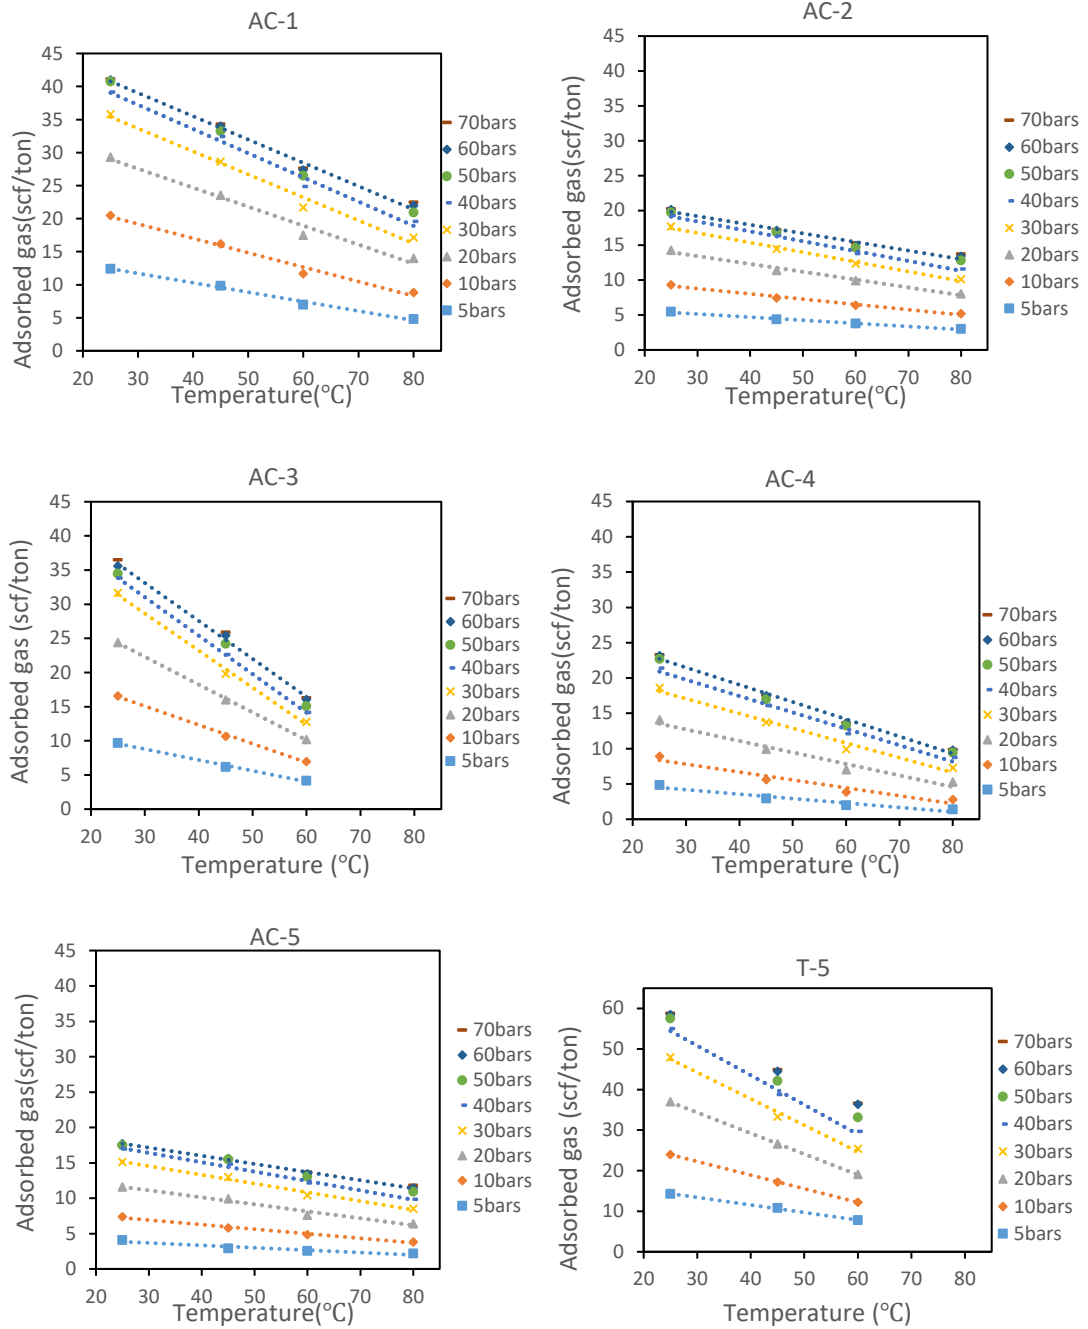 AC-1
Adsorbed gas(scf/ton)
45
40
35
30
25
20
15
10
5
0
20 30 40 50 60 70 80
Temperature(°C)
70bars
60bars
50bars
40bars
30bars
20bars
10bars
5bars
AC-2
Adsorbed gas(scf/ton)
45
40
35
30
25
20
15
10
5
0
20 30 40 50 60 70 80
Temperature(°C)
70bars
60bars
50bars
40bars
30bars
20bars
10bars
5bars
AC-3
Adsorbed gas (scf/ton)
45
40
35
30
25
20
15
10
5
0
20 30 40 50 60 70 80
Temperature (°C)
70bars
60bars
50bars
40bars
30bars
20bars
10bars
5bars
AC-4
Adsorbed gas(scf/ton)
45
40
35
30
25
20
15
10
5
0
20 30 40 50 60 70 80
Temperature (°C)
70bars
60bars
50bars
40bars
30bars
20bars
10bars
5bars
AC-5
Adsorbed gas(scf/ton)
45
40
35
30
25
20
15
10
5
0
20 30 40 50 60 70 80
Temperature(°C)
70bars
60bars
50bars
40bars
30bars
20bars
10bars
5bars
T-5
Adsorbed gas (scf/ton)
60
50
40
30
20
10
0
20 30 40 50 60 70 80
Temperature (°C)
70bars
60bars
50bars
40bars
30bars
20bars
10bars
5bars